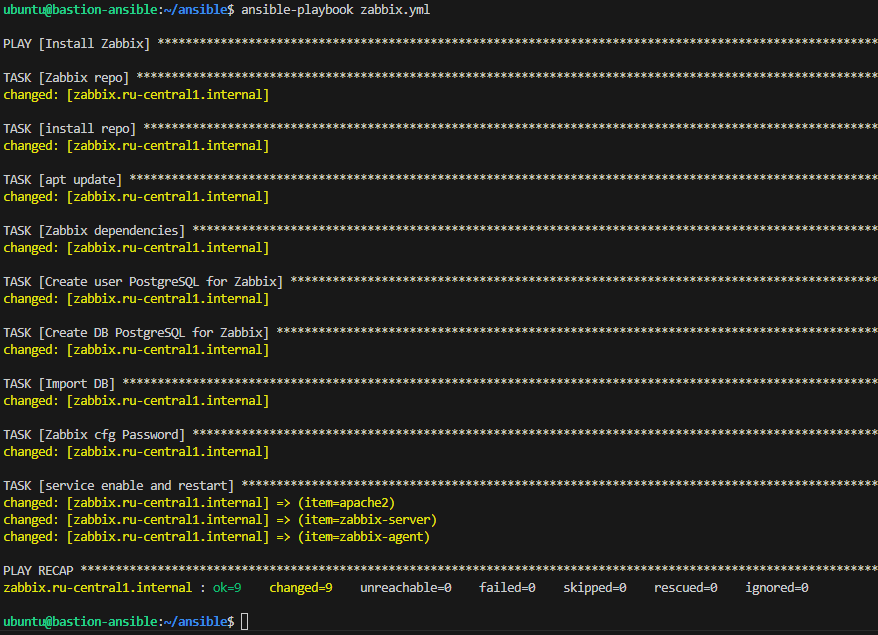 ubuntu@bastion-ansible:~/ansible$ ansible-playbook zabbix.yml
PLAY [Install Zabbix] *******************************************************************************************************
TASK [Zabbix repo] **********************************************************************************************************
changed: [zabbix.ru-central1.internal]
TASK [install repo] *********************************************************************************************************
changed: [zabbix.ru-central1.internal]
TASK [apt update] ***********************************************************************************************************
changed: [zabbix.ru-central1.internal]
TASK [Zabbix dependencies] **************************************************************************************************
changed: [zabbix.ru-central1.internal]
TASK [Create user PostgreSQL for Zabbix] ************************************************************************************
changed: [zabbix.ru-central1.internal]
TASK [Create DB PostgreSQL for Zabbix] **************************************************************************************
changed: [zabbix.ru-central1.internal]
TASK [Import DB] ************************************************************************************************************
changed: [zabbix.ru-central1.internal]
TASK [Zabbix cfg Password] **************************************************************************************************
changed: [zabbix.ru-central1.internal]
TASK [service enable and restart] *******************************************************************************************
changed: [zabbix.ru-central1.internal] => (item=apache2)
changed: [zabbix.ru-central1.internal] => (item=zabbix-server)
changed: [zabbix.ru-central1.internal] => (item=zabbix-agent)
PLAY RECAP ******************************************************************************************************************
zabbix.ru-central1.internal : ok=9    changed=9    unreachable=0    failed=0    skipped=0    rescued=0    ignored=0
ubuntu@bastion-ansible:~/ansible$